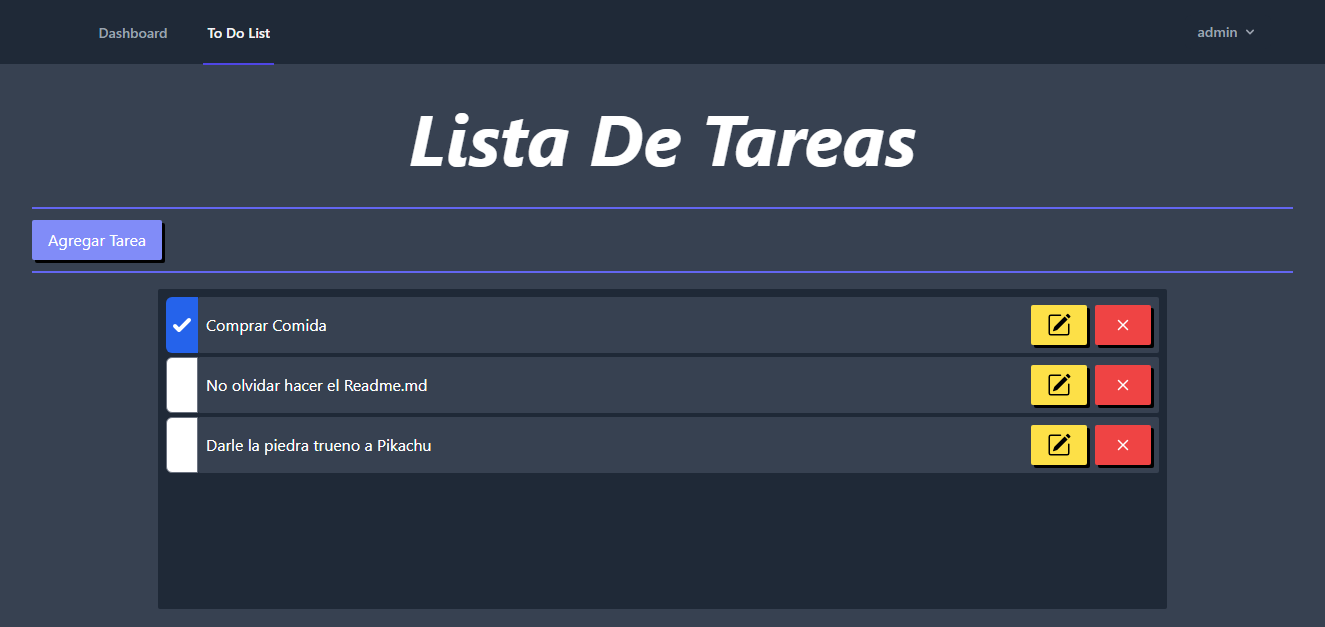 Dashboard To Do List admin
Lista De Tareas
Agregar Tarea
Comprar Comida
No olvidar hacer el Readme.md
Darle la piedra trueno a Pikachu